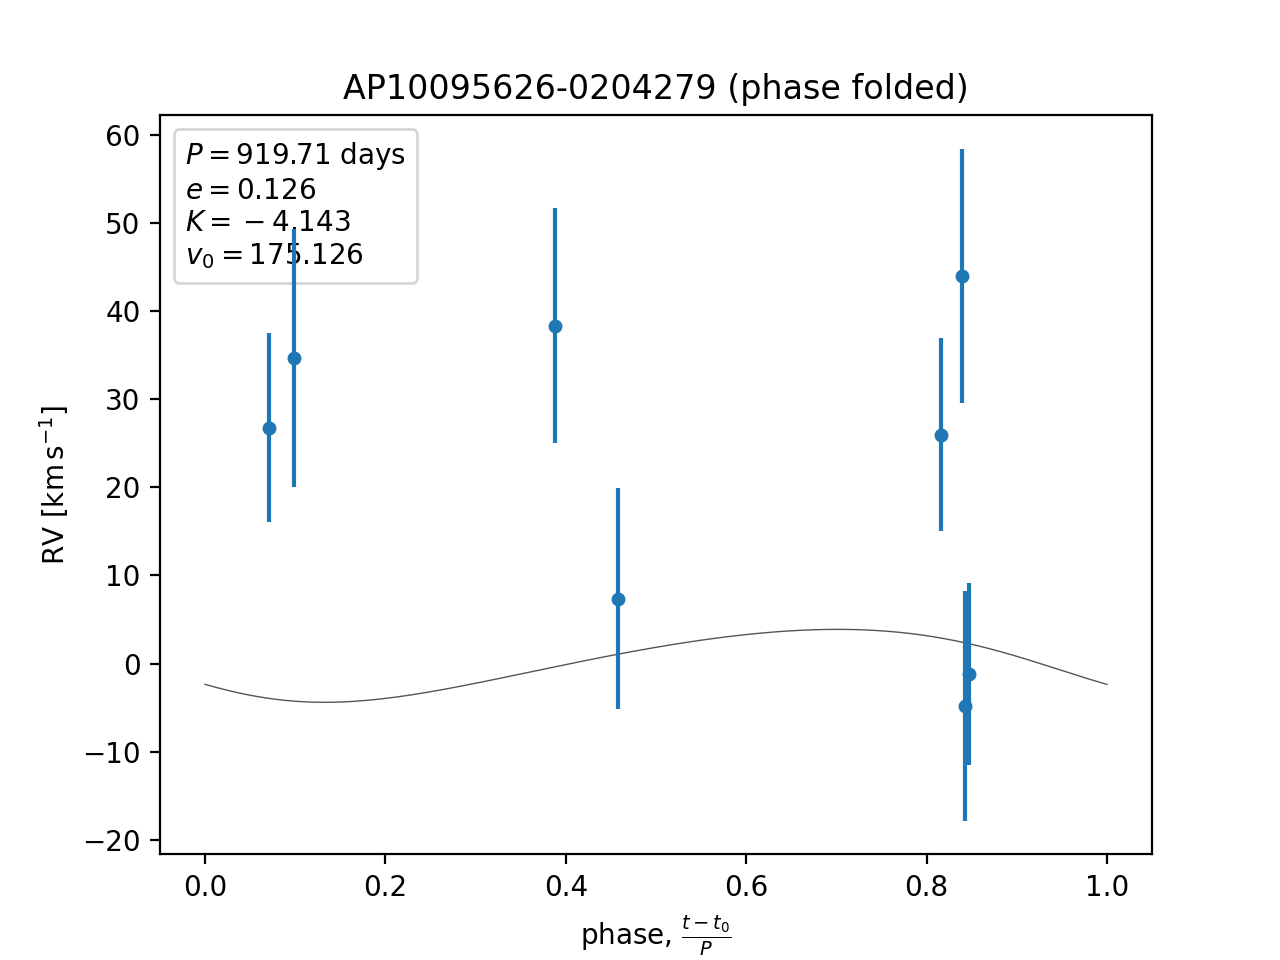 AP10095626-0204279 (phase folded)
P = 919.71 days
e = 0.126
K = −4.143
v₀ = 175.126
60
50
40
30
20
10
0
−10
−20
RV [km s⁻¹]
0.0 0.2 0.4 0.6 0.8 1.0
phase, (t − t₀)/P